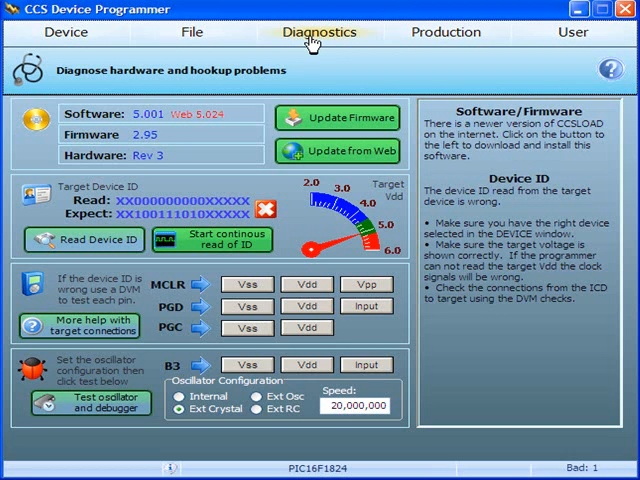 CCS Device Programmer
Device File Diagnostics Production User
Diagnose hardware and hookup problems
Software: 5.001 Web 5.024
Firmware 2.95
Hardware: Rev 3
Update Firmware
Update from Web
Target Device ID
Read: XX000000000XXXXX
Expect: XX100111010XXXXX
Read Device ID
Start continous
read of ID
2.0 3.0 4.0 5.0 6.0
Target
Vdd
If the device ID is
wrong use a DVM
to test each pin.
More help with
target connections
MCLR Vss Vdd Vpp
PGD Vss Vdd Input
PGC Vss Vdd
Set the oscillator
configuration then
click test below
Test oscillator
and debugger
B3 Vss Vdd Input
Oscillator Configuration
Internal Ext Osc
Ext Crystal Ext RC
Speed:
20,000,000
Software/Firmware
There is a newer version of CCSLOAD
on the internet. Click on the button to
the left to download and install this
software.
Device ID
The device ID read from the target
device is wrong.
• Make sure you have the right device
selected in the DEVICE window.
• Make sure the target voltage is
shown correctly. If the programmer
can not read the target Vdd the clock
signals will be wrong.
• Check the connections from the ICD
to target using the DVM checks.
PIC16F1824
Bad: 1